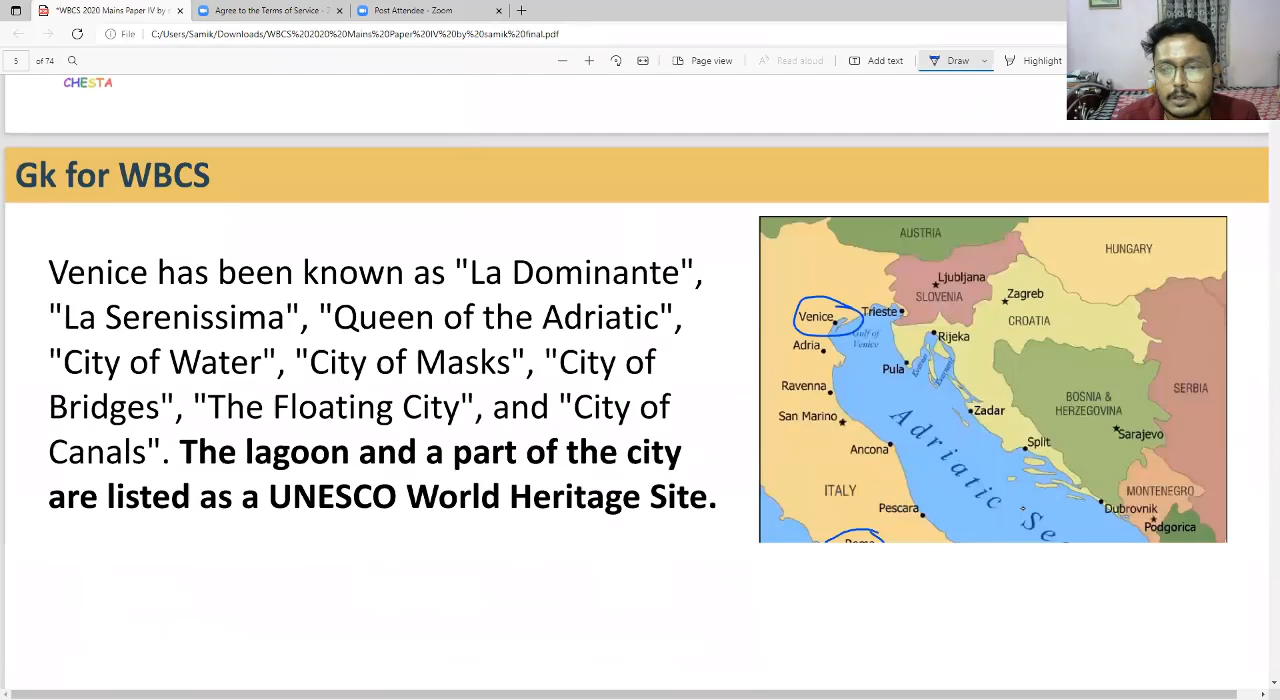 *WBCS 2020 Mains Paper IV by s
Agree to the Terms of Service - Z
Post Attendee - Zoom
File
C:/Users/Samik/Downloads/WBCS%202020%20Mains%20Paper%20IV%20by%20samik%20final.pdf
5 of 74
Page view
Read aloud
Add text
Draw
Highlight
CHESTA
Gk for WBCS
Venice has been known as "La Dominante",
"La Serenissima", "Queen of the Adriatic",
"City of Water", "City of Masks", "City of
Bridges", "The Floating City", and "City of
Canals". The lagoon and a part of the city
are listed as a UNESCO World Heritage Site.
AUSTRIA
HUNGARY
Ljubljana
SLOVENIA
Zagreb
Venice
Trieste
CROATIA
Gulf of
Venice
Rijeka
Adria
Pula
Ravenna
SERBIA
San Marino
Zadar
BOSNIA &
HERZEGOVINA
Sarajevo
Adriatic Se
Ancona
Split
ITALY
MONTENEGRO
Pescara
Dubrovnik
Podgorica